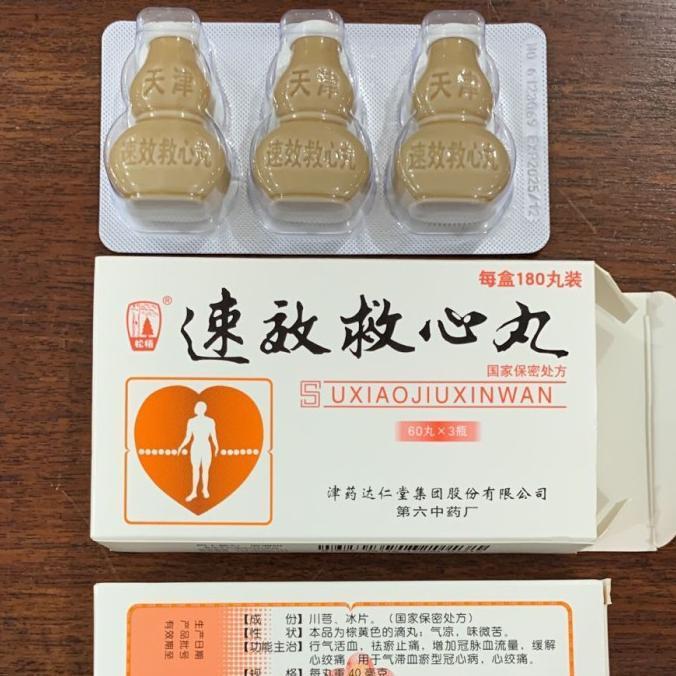 天津 天津 天津
速效救心丸 速效救心丸 速效救心丸
6123069 EXP2025/12
每盒180丸装
松栢
®
速效救心丸
国家保密处方
SUXIAOJIUXINWAN
60丸×3瓶
津药达仁堂集团股份有限公司
第六中药厂
生产日期
产品批号
有效期至
【成 份】川芎、冰片。（国家保密处方）
【性 状】本品为棕黄色的滴丸；气凉，味微苦。
【功能主治】行气活血，祛瘀止痛，增加冠脉血流量，缓解
心绞痛。用于气滞血瘀型冠心病，心绞痛。
【规 格】每丸重40毫克